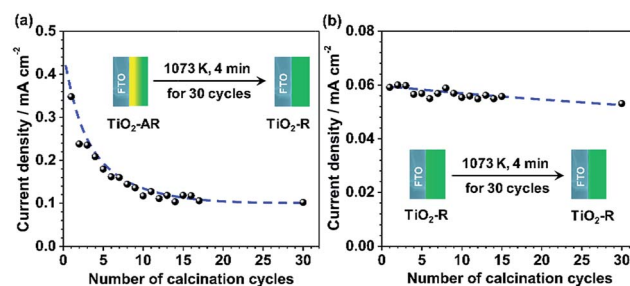 (a)
Current density / mA cm-2
0.5
0.4
0.3
0.2
0.1
0.0
FTO
TiO2-AR
1073 K, 4 min
for 30 cycles
FTO
TiO2-R
0 5 10 15 20 25 30
Number of calcination cycles
(b)
Current density / mA cm-2
0.08
0.06
0.04
0.02
0.00
FTO
TiO2-R
1073 K, 4 min
for 30 cycles
FTO
TiO2-R
0 5 10 15 20 25 30
Number of calcination cycles